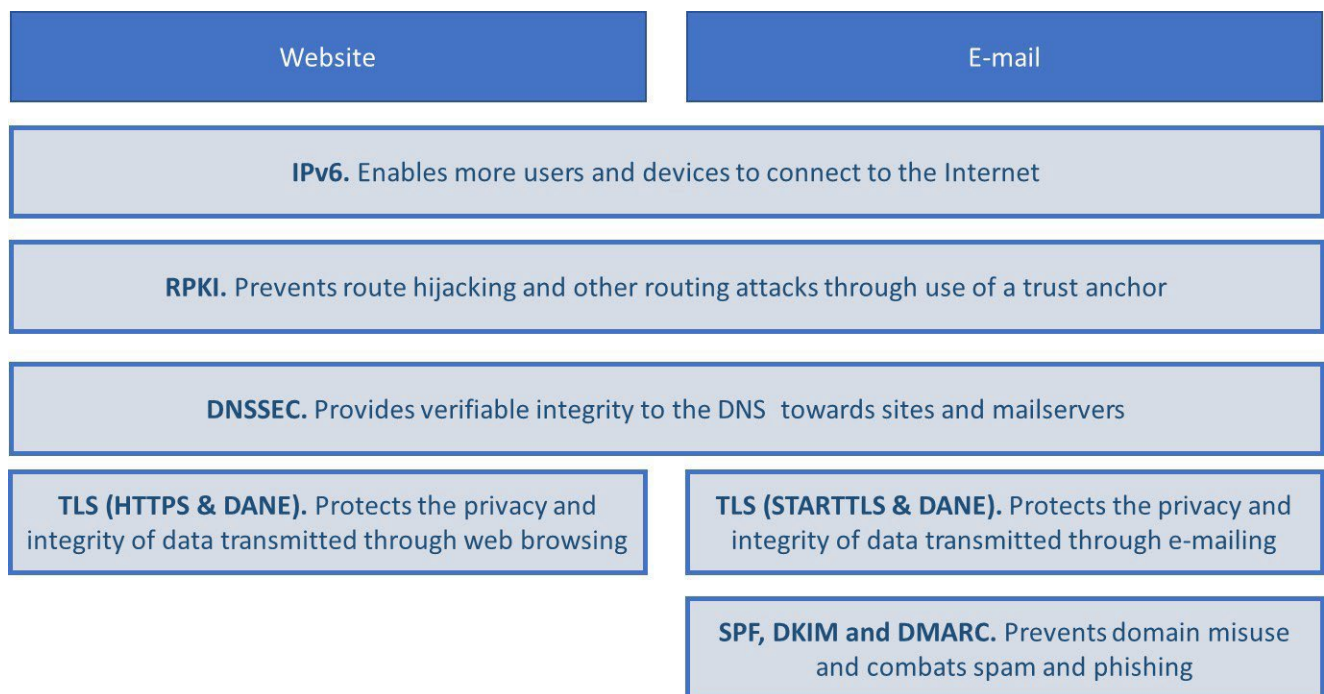 Website
E-mail
IPv6. Enables more users and devices to connect to the Internet
RPKI. Prevents route hijacking and other routing attacks through use of a trust anchor
DNSSEC. Provides verifiable integrity to the DNS  towards sites and mailservers
TLS (HTTPS & DANE). Protects the privacy and
integrity of data transmitted through web browsing
TLS (STARTTLS & DANE). Protects the privacy and
integrity of data transmitted through e-mailing
SPF, DKIM and DMARC. Prevents domain misuse
and combats spam and phishing